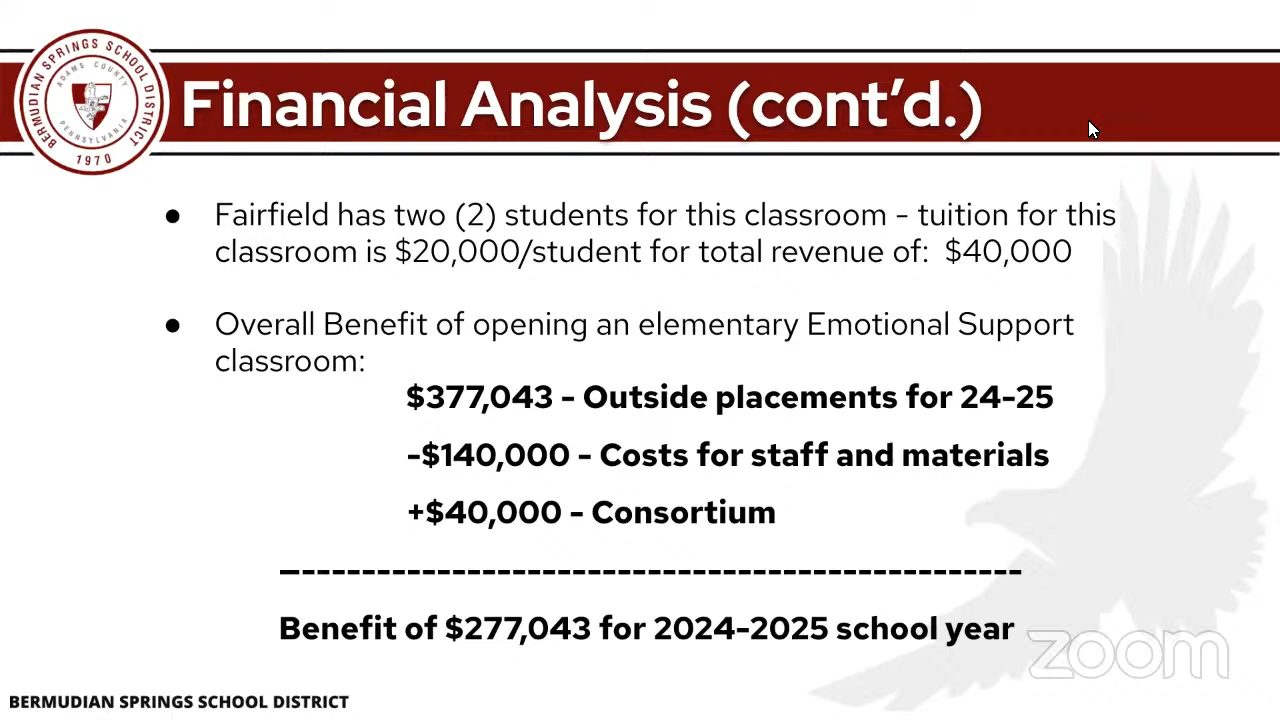 BERMUDIAN SPRINGS SCHOOL DISTRICT
ADAMS COUNTY
PENNSYLVANIA
1970
Financial Analysis (cont’d.)
● Fairfield has two (2) students for this classroom - tuition for this
classroom is $20,000/student for total revenue of: $40,000
● Overall Benefit of opening an elementary Emotional Support
classroom:
$377,043 - Outside placements for 24-25
-$140,000 - Costs for staff and materials
+$40,000 - Consortium
–------------------------------------------------
Benefit of $277,043 for 2024-2025 school year
zoom
BERMUDIAN SPRINGS SCHOOL DISTRICT